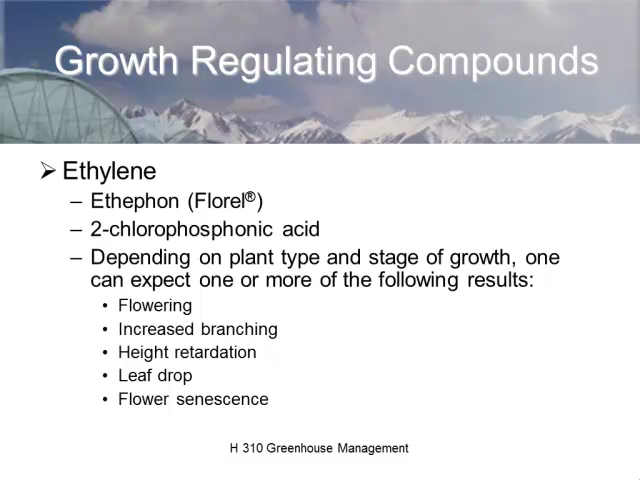 Growth Regulating Compounds
➢ Ethylene
– Ethephon (Florel®)
– 2-chlorophosphonic acid
– Depending on plant type and stage of growth, one
can expect one or more of the following results:
• Flowering
• Increased branching
• Height retardation
• Leaf drop
• Flower senescence
H 310 Greenhouse Management